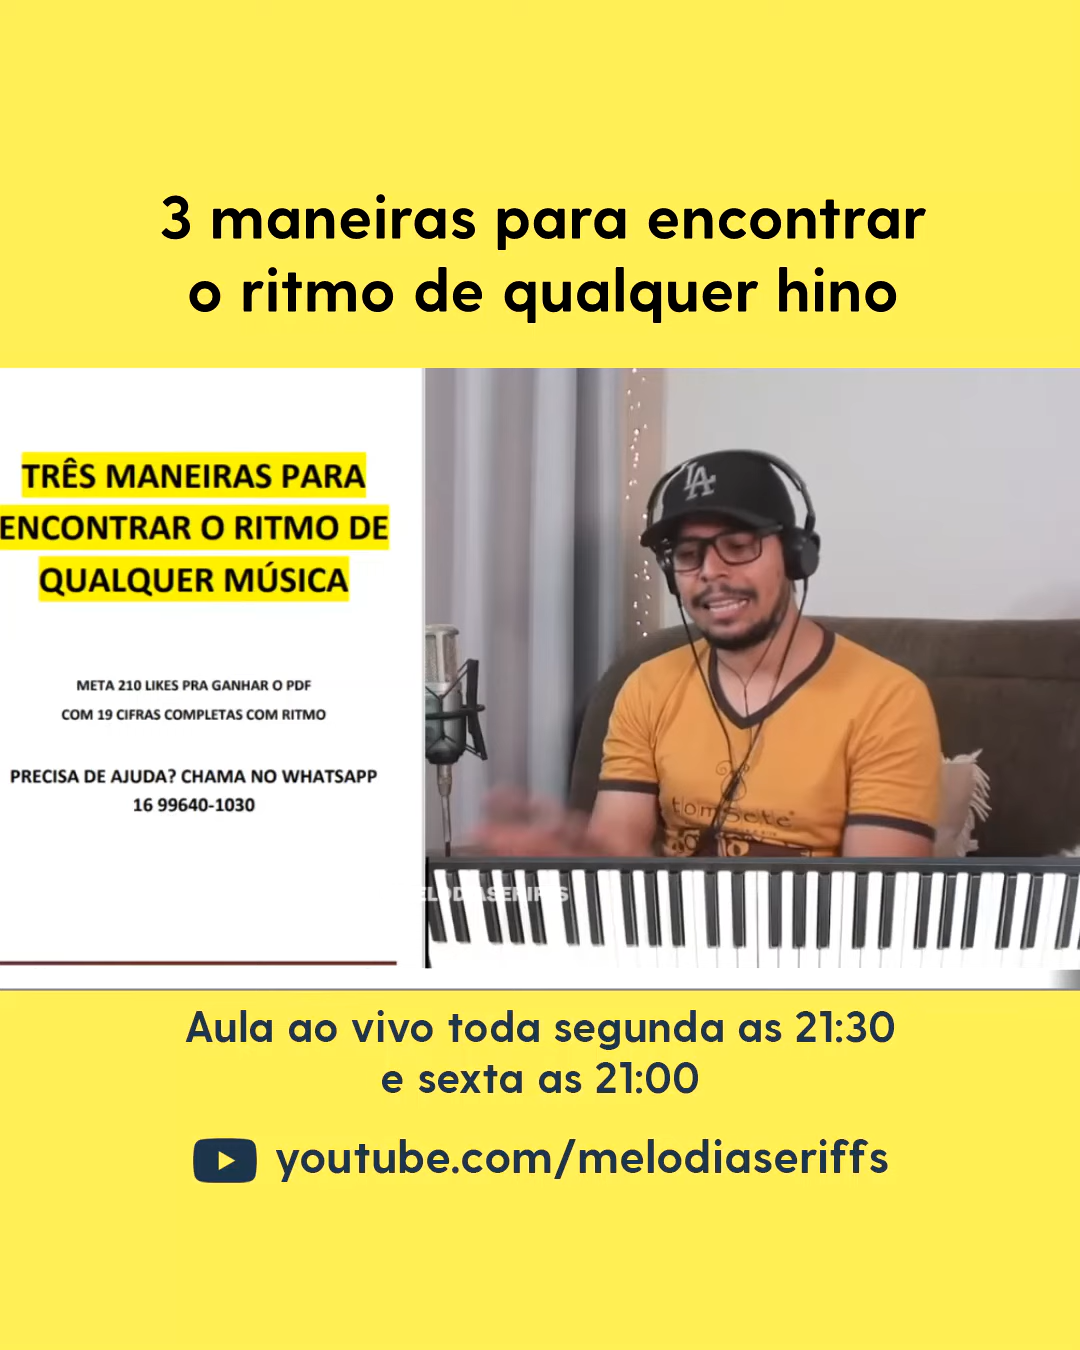 3 maneiras para encontrar
o ritmo de qualquer hino
TRÊS MANEIRAS PARA
ENCONTRAR O RITMO DE
QUALQUER MÚSICA
META 210 LIKES PRA GANHAR O PDF
COM 19 CIFRAS COMPLETAS COM RITMO
PRECISA DE AJUDA? CHAMA NO WHATSAPP
16 99640-1030
LA
tomsete
ELODIASERIFFS
Aula ao vivo toda segunda as 21:30
e sexta as 21:00
youtube.com/melodiaseriffs